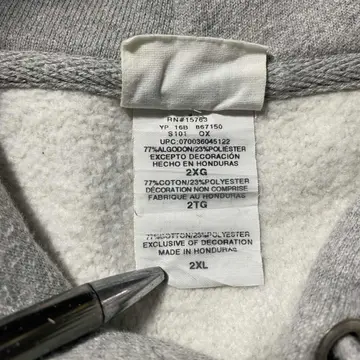 RN#15763
YP 16B 867150
S101 OX
UPC:070036045122
77%ALGODON/23%POLIESTER
EXCEPTO DECORACIÓN
HECHO EN HONDURAS
2XG
77%COTON/23%POLYESTER
DÉCORATION NON COMPRISE
FABRIQUE AU HONDURAS
2TG
77%COTTON/23%POLYESTER
EXCLUSIVE OF DECORATION
MADE IN HONDURAS
2XL